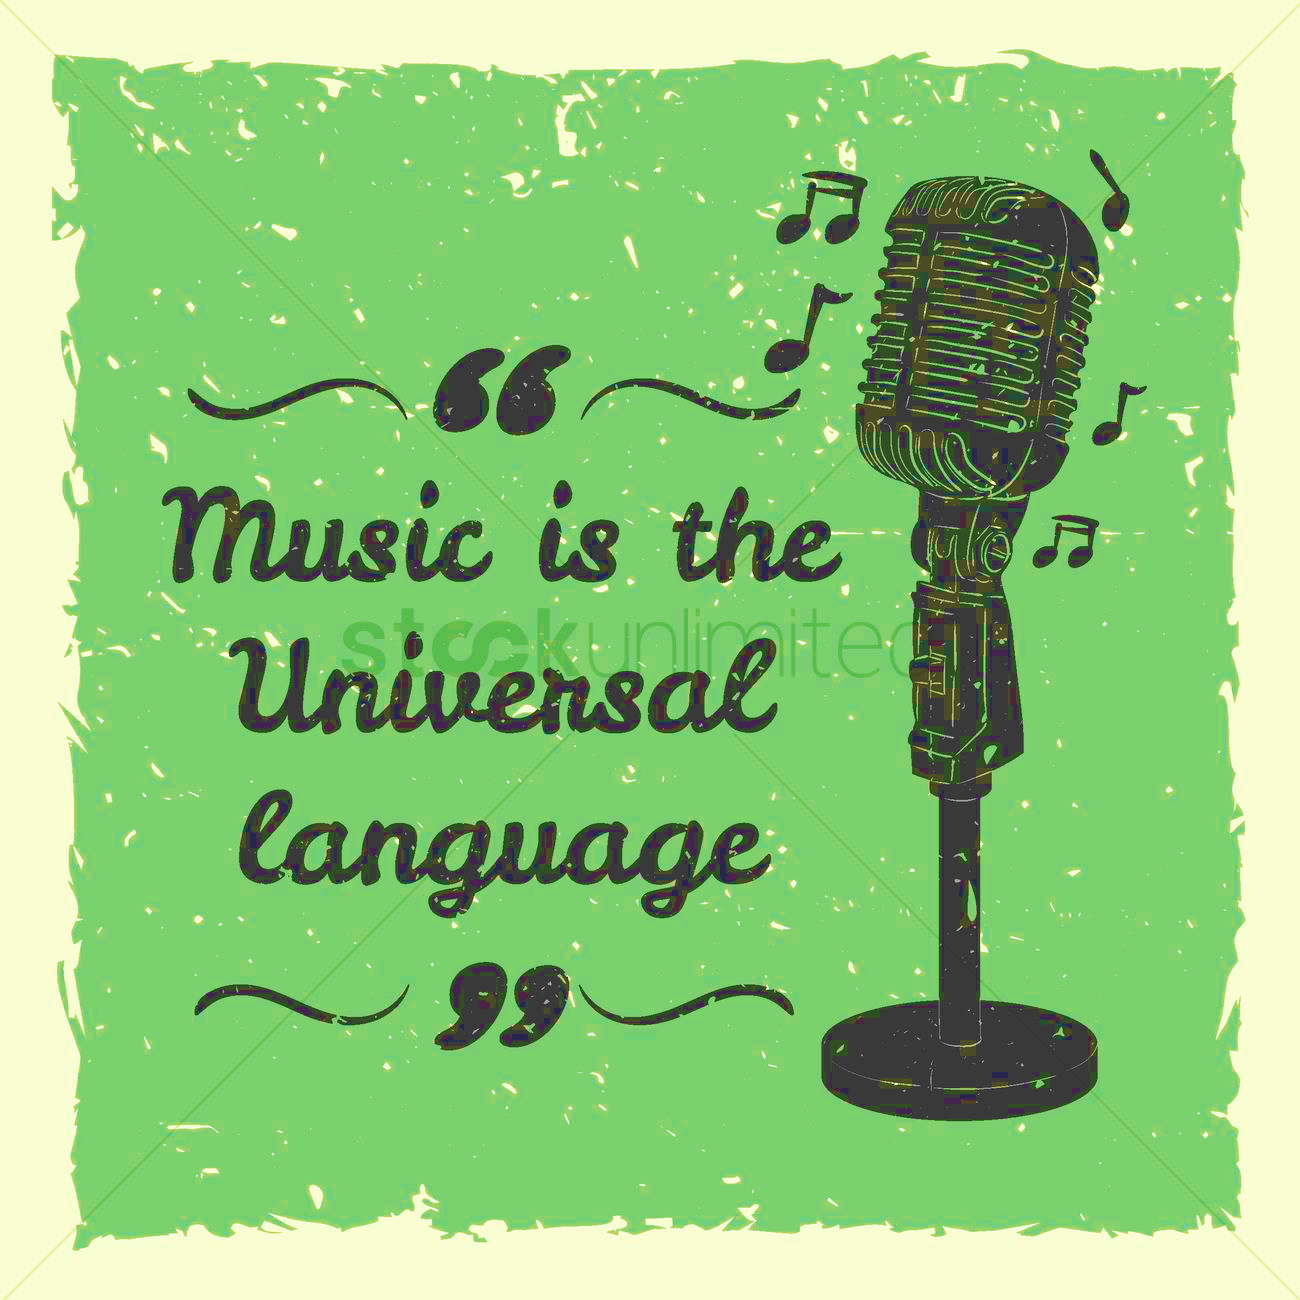 “
Music is the
Universal
language
”
stockunlimited